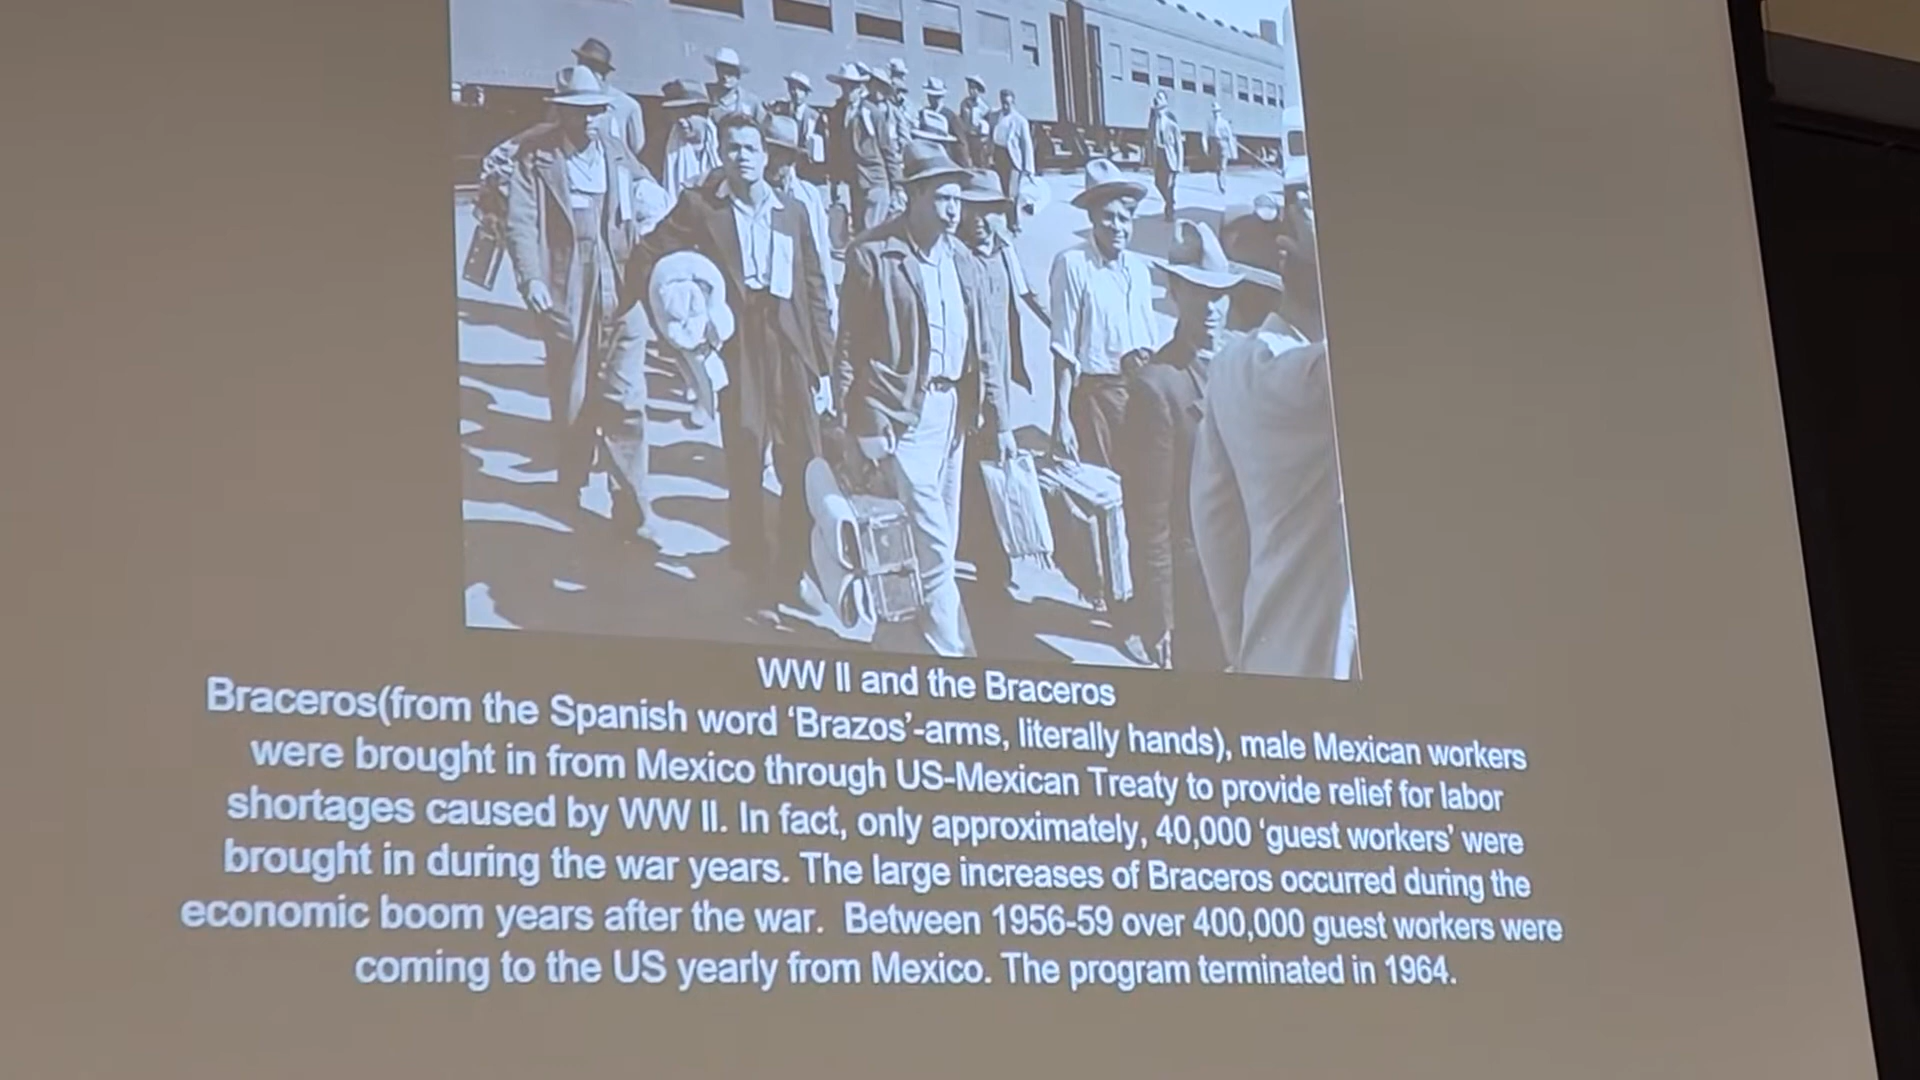 WW II and the Braceros
Braceros(from the Spanish word ‘Brazos’-arms, literally hands), male Mexican workers
were brought in from Mexico through US-Mexican Treaty to provide relief for labor
shortages caused by WW II. In fact, only approximately, 40,000 ‘guest workers’ were
brought in during the war years. The large increases of Braceros occurred during the
economic boom years after the war. Between 1956-59 over 400,000 guest workers were
coming to the US yearly from Mexico. The program terminated in 1964.